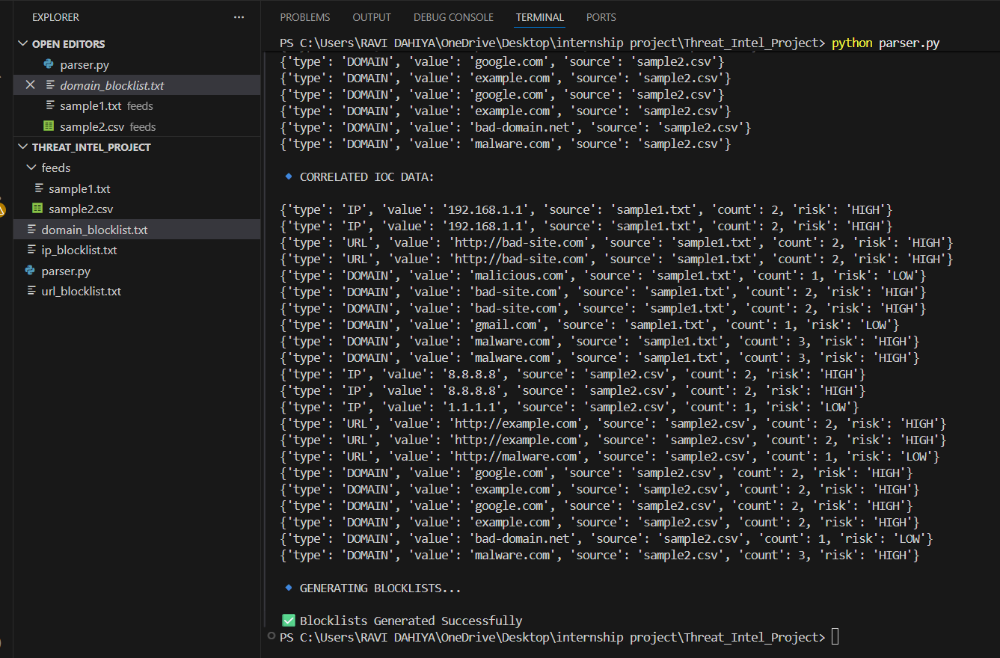 EXPLORER ...
OPEN EDITORS
parser.py
domain_blocklist.txt
sample1.txt feeds
sample2.csv feeds
THREAT_INTEL_PROJECT
feeds
sample1.txt
sample2.csv
domain_blocklist.txt
ip_blocklist.txt
parser.py
url_blocklist.txt
PROBLEMS OUTPUT DEBUG CONSOLE TERMINAL PORTS
PS C:\Users\RAVI DAHIYA\OneDrive\Desktop\internship project\Threat_Intel_Project> python parser.py
{'type': 'DOMAIN', 'value': 'google.com', 'source': 'sample2.csv'}
{'type': 'DOMAIN', 'value': 'example.com', 'source': 'sample2.csv'}
{'type': 'DOMAIN', 'value': 'google.com', 'source': 'sample2.csv'}
{'type': 'DOMAIN', 'value': 'example.com', 'source': 'sample2.csv'}
{'type': 'DOMAIN', 'value': 'bad-domain.net', 'source': 'sample2.csv'}
{'type': 'DOMAIN', 'value': 'malware.com', 'source': 'sample2.csv'}
🔹 CORRELATED IOC DATA:
{'type': 'IP', 'value': '192.168.1.1', 'source': 'sample1.txt', 'count': 2, 'risk': 'HIGH'}
{'type': 'IP', 'value': '192.168.1.1', 'source': 'sample1.txt', 'count': 2, 'risk': 'HIGH'}
{'type': 'URL', 'value': 'http://bad-site.com', 'source': 'sample1.txt', 'count': 2, 'risk': 'HIGH'}
{'type': 'URL', 'value': 'http://bad-site.com', 'source': 'sample1.txt', 'count': 2, 'risk': 'HIGH'}
{'type': 'DOMAIN', 'value': 'malicious.com', 'source': 'sample1.txt', 'count': 1, 'risk': 'LOW'}
{'type': 'DOMAIN', 'value': 'bad-site.com', 'source': 'sample1.txt', 'count': 2, 'risk': 'HIGH'}
{'type': 'DOMAIN', 'value': 'bad-site.com', 'source': 'sample1.txt', 'count': 2, 'risk': 'HIGH'}
{'type': 'DOMAIN', 'value': 'gmail.com', 'source': 'sample1.txt', 'count': 1, 'risk': 'LOW'}
{'type': 'DOMAIN', 'value': 'malware.com', 'source': 'sample1.txt', 'count': 3, 'risk': 'HIGH'}
{'type': 'DOMAIN', 'value': 'malware.com', 'source': 'sample1.txt', 'count': 3, 'risk': 'HIGH'}
{'type': 'IP', 'value': '8.8.8.8', 'source': 'sample2.csv', 'count': 2, 'risk': 'HIGH'}
{'type': 'IP', 'value': '8.8.8.8', 'source': 'sample2.csv', 'count': 2, 'risk': 'HIGH'}
{'type': 'IP', 'value': '1.1.1.1', 'source': 'sample2.csv', 'count': 1, 'risk': 'LOW'}
{'type': 'URL', 'value': 'http://example.com', 'source': 'sample2.csv', 'count': 2, 'risk': 'HIGH'}
{'type': 'URL', 'value': 'http://example.com', 'source': 'sample2.csv', 'count': 2, 'risk': 'HIGH'}
{'type': 'URL', 'value': 'http://malware.com', 'source': 'sample2.csv', 'count': 1, 'risk': 'LOW'}
{'type': 'DOMAIN', 'value': 'google.com', 'source': 'sample2.csv', 'count': 2, 'risk': 'HIGH'}
{'type': 'DOMAIN', 'value': 'example.com', 'source': 'sample2.csv', 'count': 2, 'risk': 'HIGH'}
{'type': 'DOMAIN', 'value': 'google.com', 'source': 'sample2.csv', 'count': 2, 'risk': 'HIGH'}
{'type': 'DOMAIN', 'value': 'example.com', 'source': 'sample2.csv', 'count': 2, 'risk': 'HIGH'}
{'type': 'DOMAIN', 'value': 'bad-domain.net', 'source': 'sample2.csv', 'count': 1, 'risk': 'LOW'}
{'type': 'DOMAIN', 'value': 'malware.com', 'source': 'sample2.csv', 'count': 3, 'risk': 'HIGH'}
🔹 GENERATING BLOCKLISTS...
✅ Blocklists Generated Successfully
PS C:\Users\RAVI DAHIYA\OneDrive\Desktop\internship project\Threat_Intel_Project>